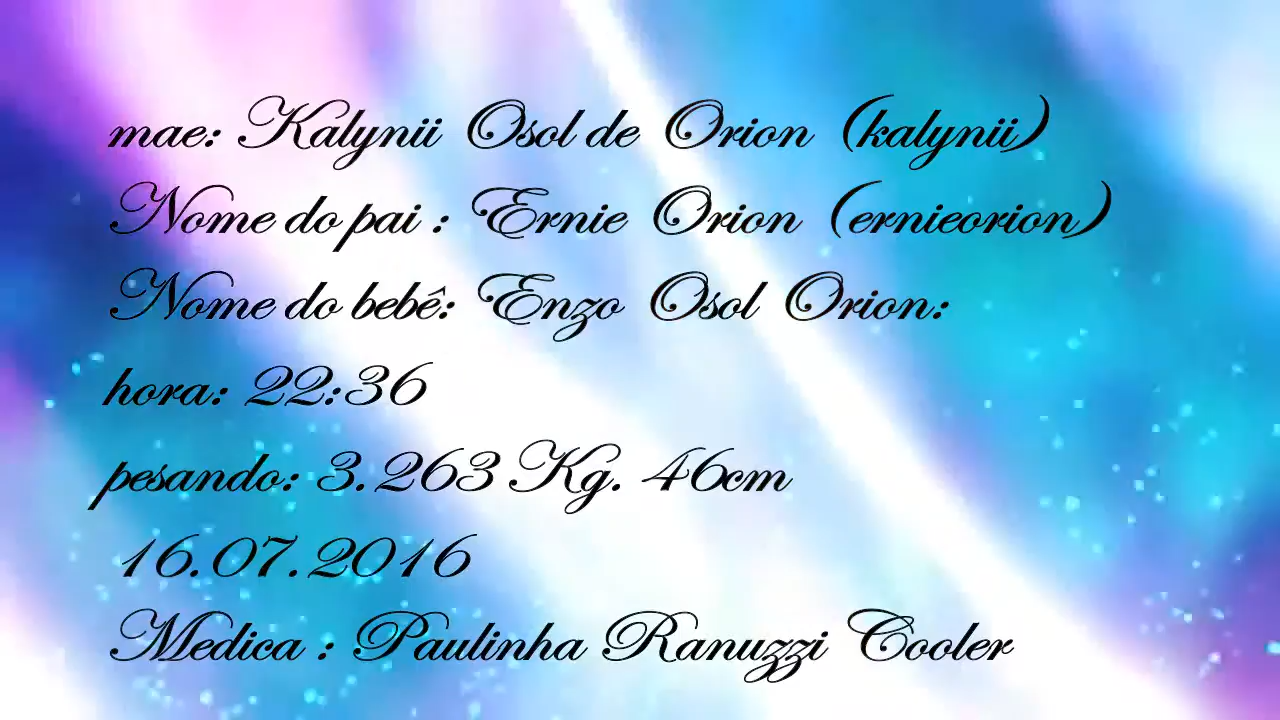 mae: Kalynii Osol de Orion (kalynii)
Nome do pai : Ernie Orion (ernieorion)
Nome do bebê: Enzo Osol Orion:
hora: 22:36
pesando: 3.263 Kg. 46cm
16.07.2016
Medica : Paulinha Ranuzzi Cooler